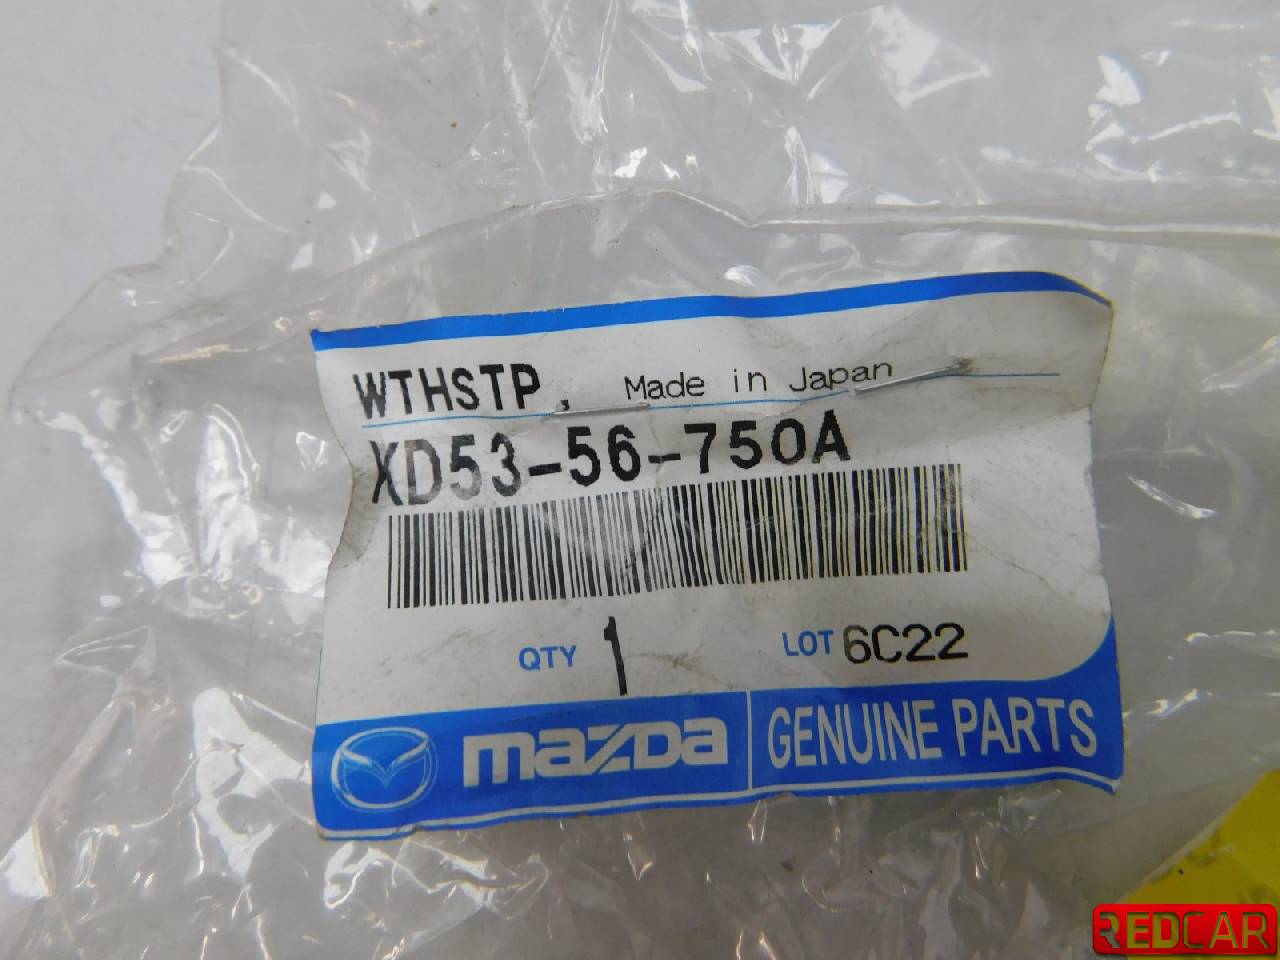 WTHSTP, Made in Japan
XD53-56-750A
QTY 1 LOT 6C22
mazda GENUINE PARTS
REDCAR